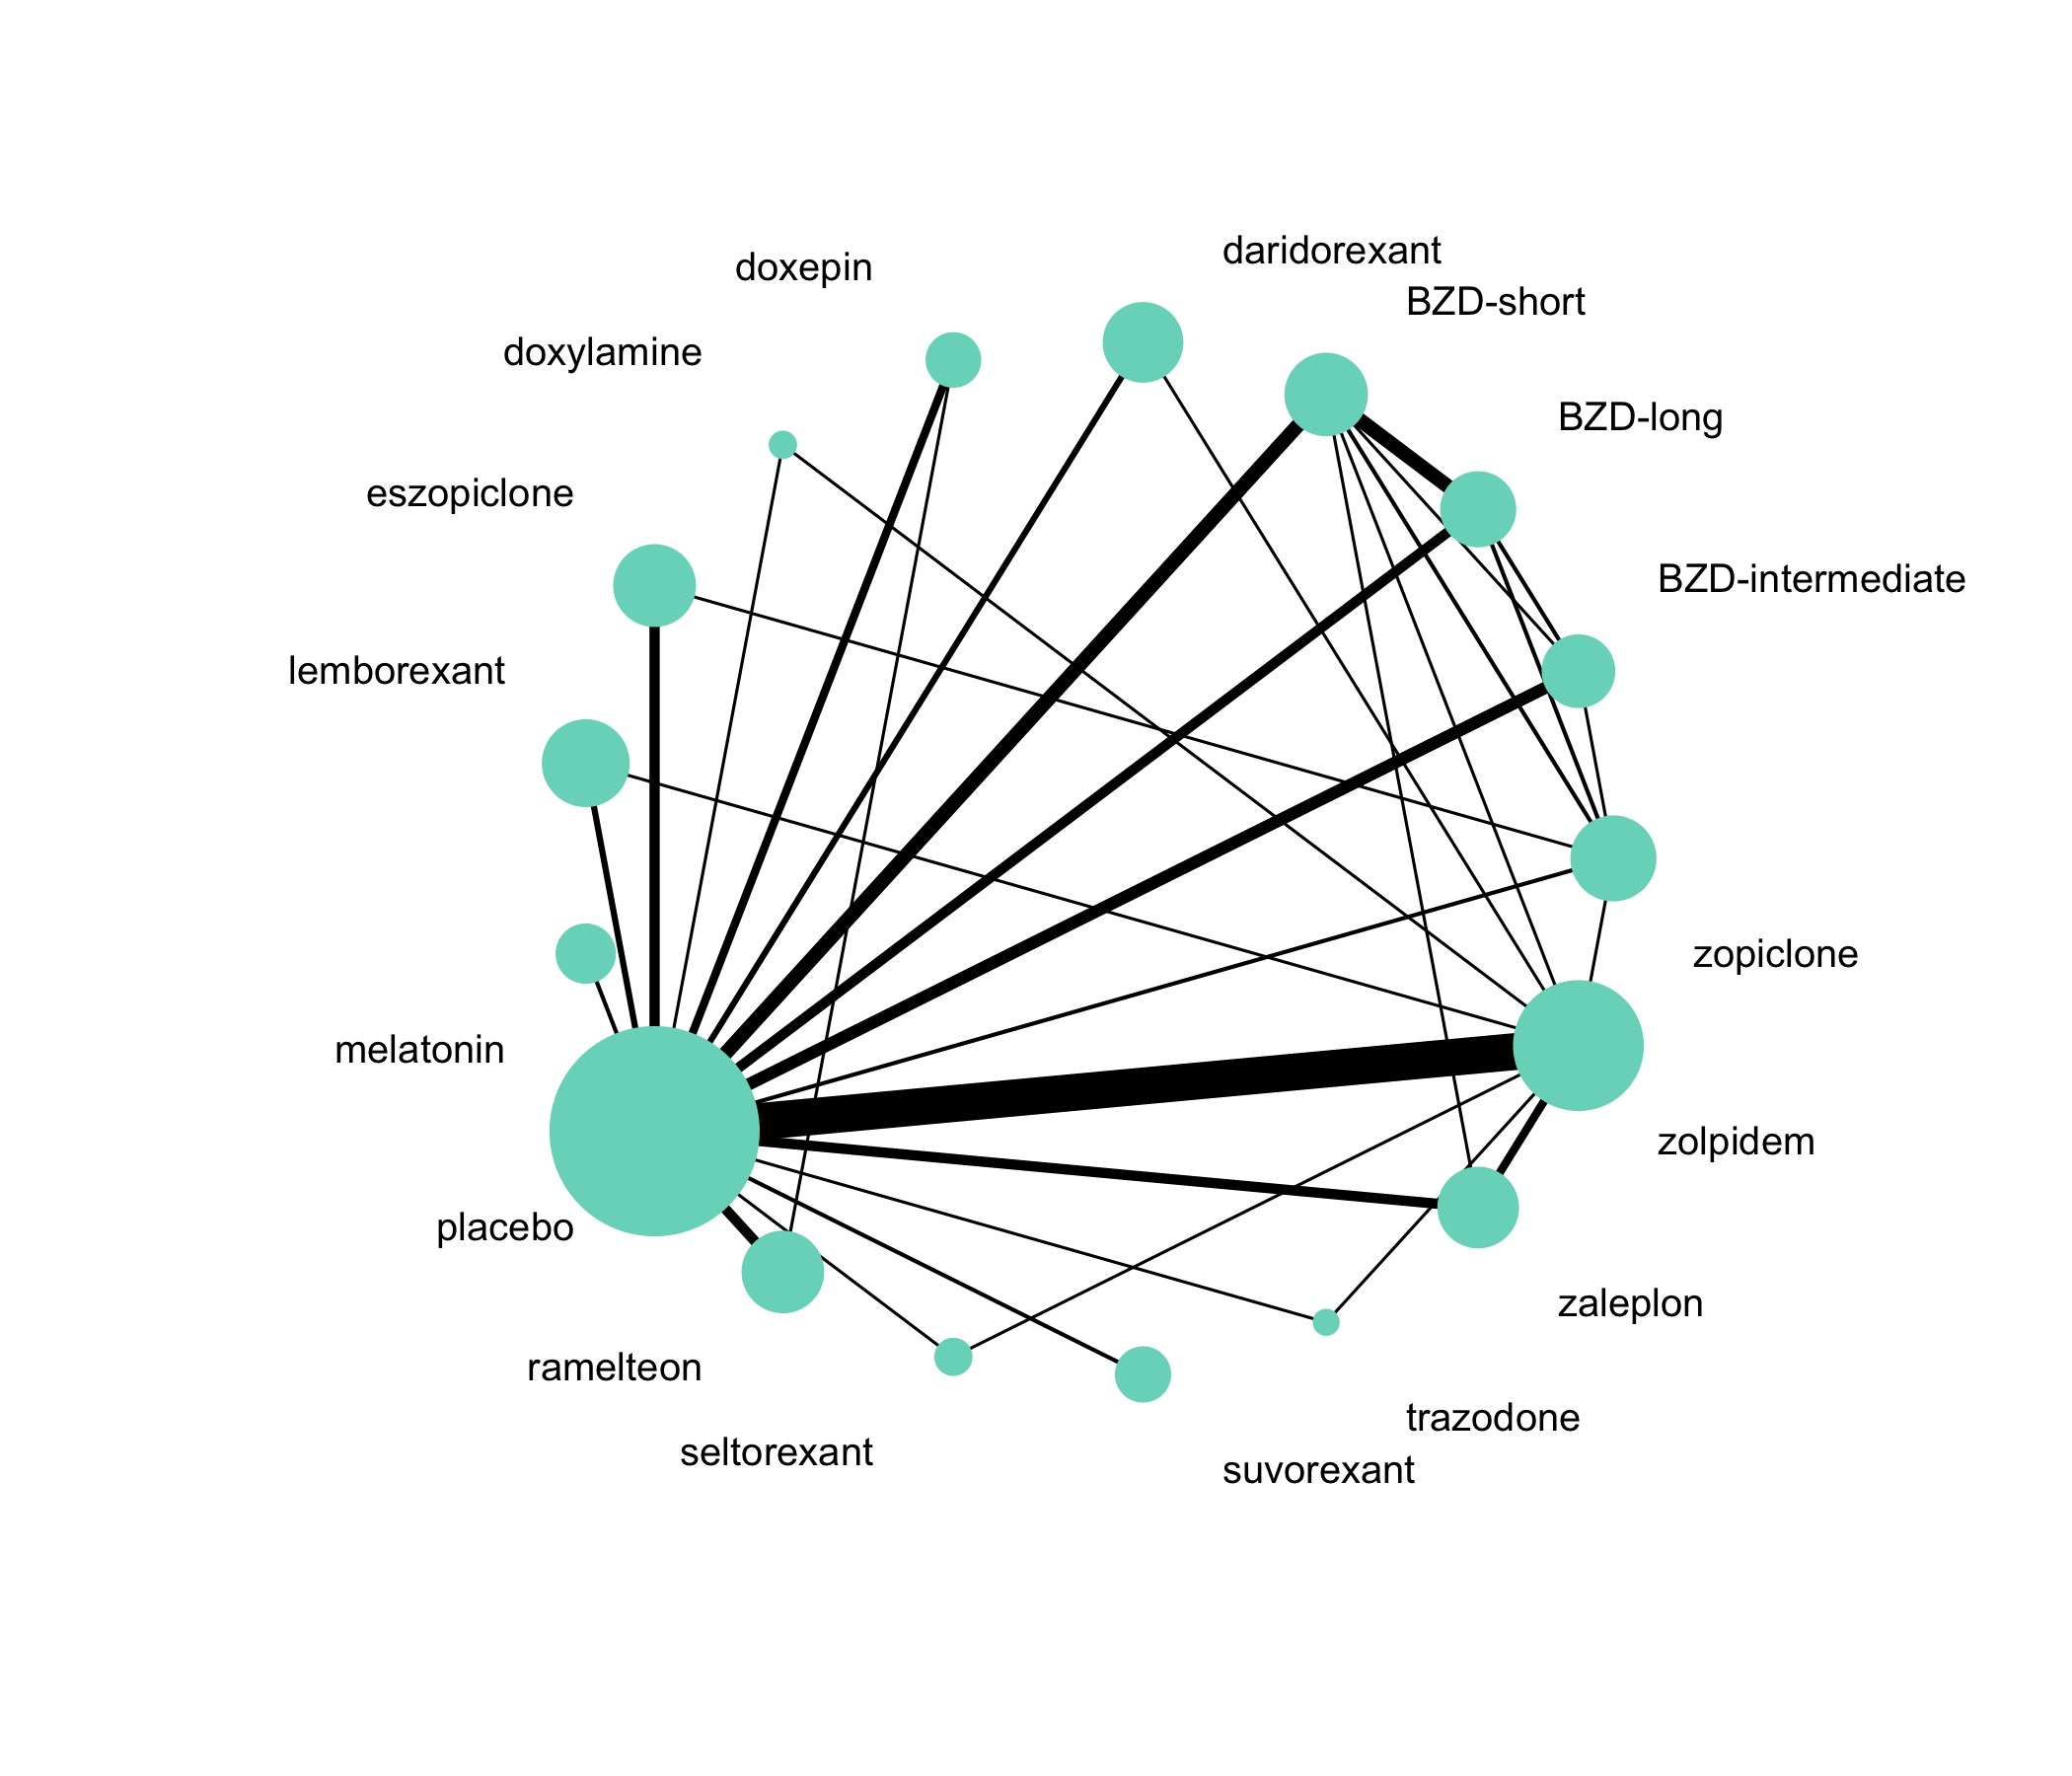 daridorexant
doxepin
BZD-short
doxylamine
BZD-long
eszopiclone
BZD-intermediate
lemborexant
zopiclone
melatonin
zolpidem
placebo
zaleplon
ramelteon
trazodone
seltorexant
suvorexant